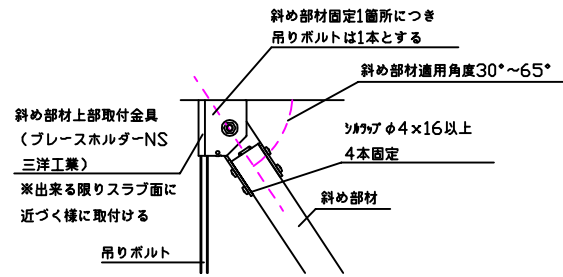 斜め部材固定1箇所につき
吊りボルトは1本とする
斜め部材適用角度30°～65°
斜め部材上部取付金具
（ブレースホルダーNS
三洋工業）
※出来る限りスラブ面に
近づく様に取付ける
ｼﾙﾜｯﾌﾟφ4×16以上
4本固定
斜め部材
吊りボルト